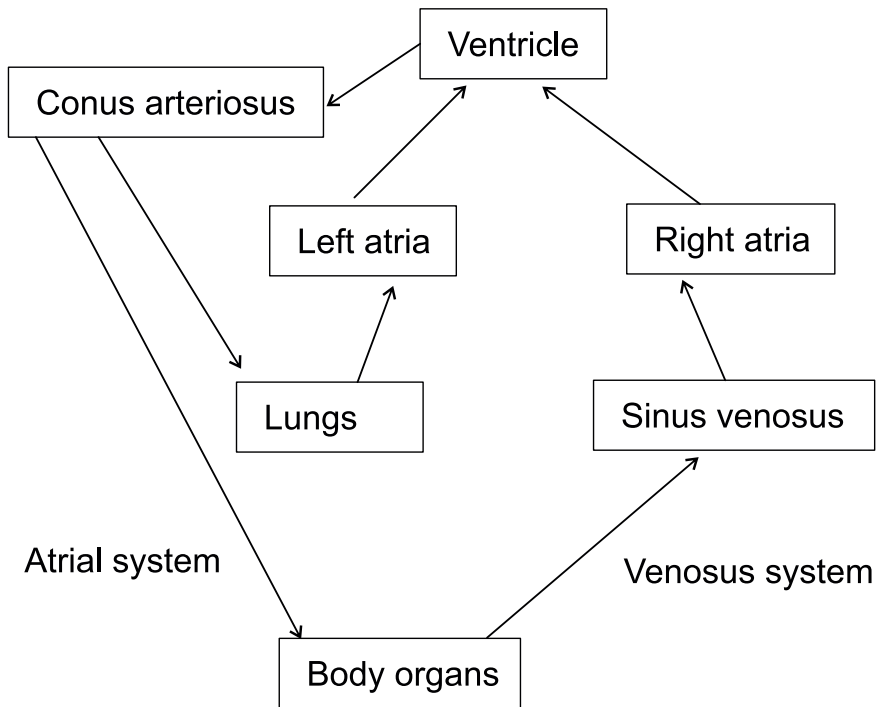 Ventricle
Conus arteriosus
Left atria
Right atria
Lungs
Sinus venosus
Atrial system
Venosus system
Body organs